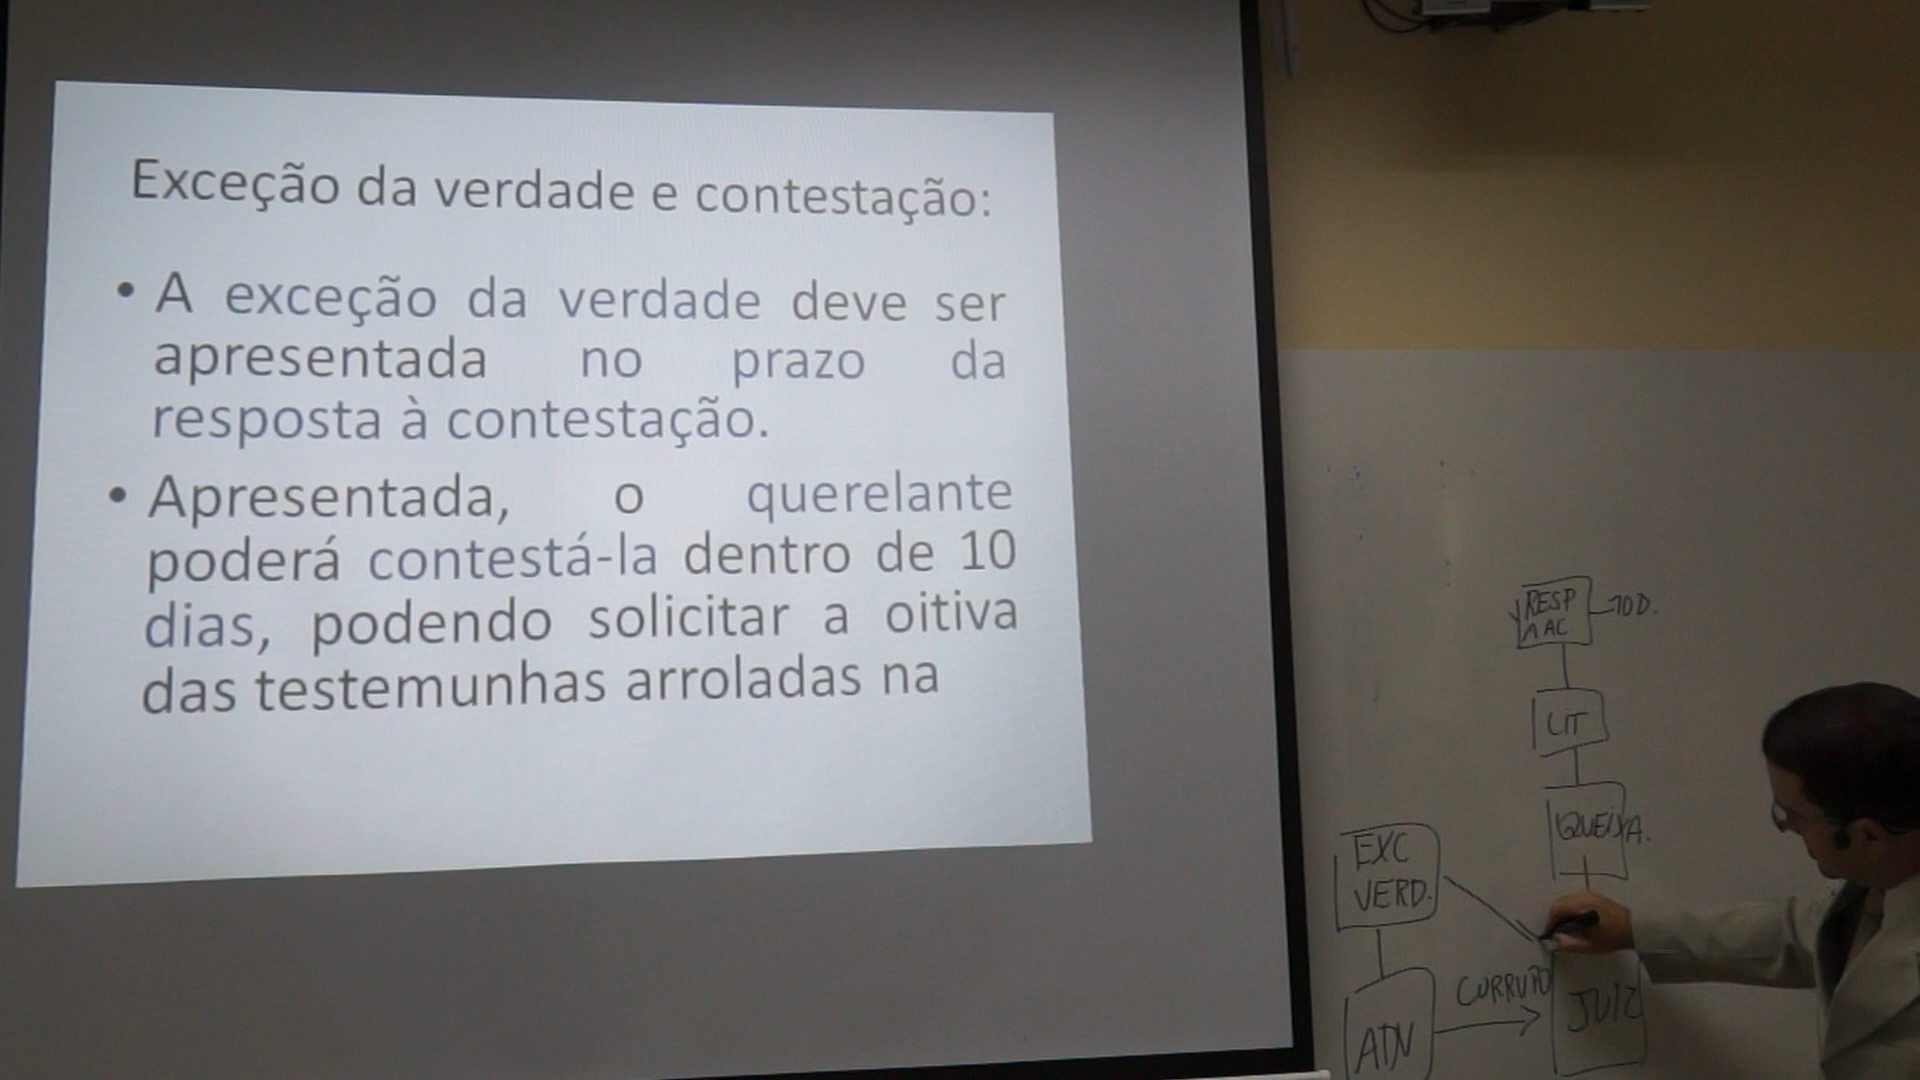 Exceção da verdade e contestação:
• A exceção da verdade deve ser
apresentada no prazo da
resposta à contestação.
• Apresentada, o querelante
poderá contestá-la dentro de 10
dias, podendo solicitar a oitiva
das testemunhas arroladas na
RESP 10 D.
A AC
CIT
QUEIXA.
EXC
VERD.
CORRUPTO
ADV
JUIZ